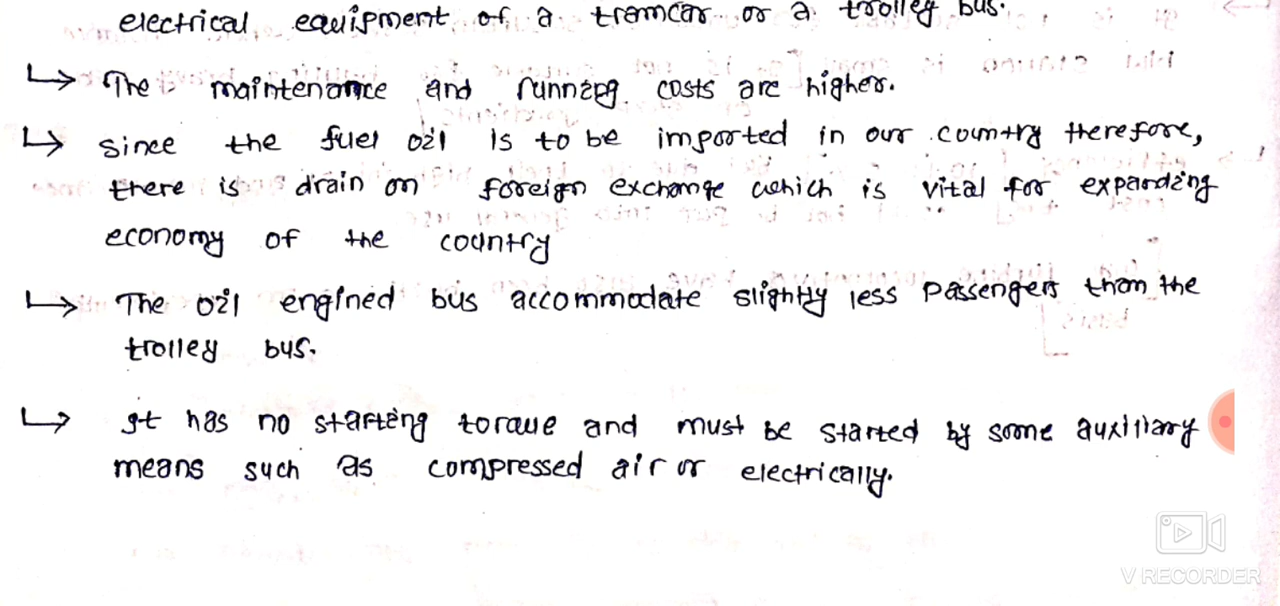 electrical equipment of a tramcar or a trolley bus.
↳ The maintenance and running costs are higher.
↳ since the fuel oil is to be imported in our country therefore,
there is drain on foreign exchange which is vital for expanding
economy of the country
↳ The oil engined bus accommodate slightly less passengers than the
trolley bus.
↳ It has no starting torque and must be started by some auxiliary
means such as compressed air or electrically.
V RECORDER